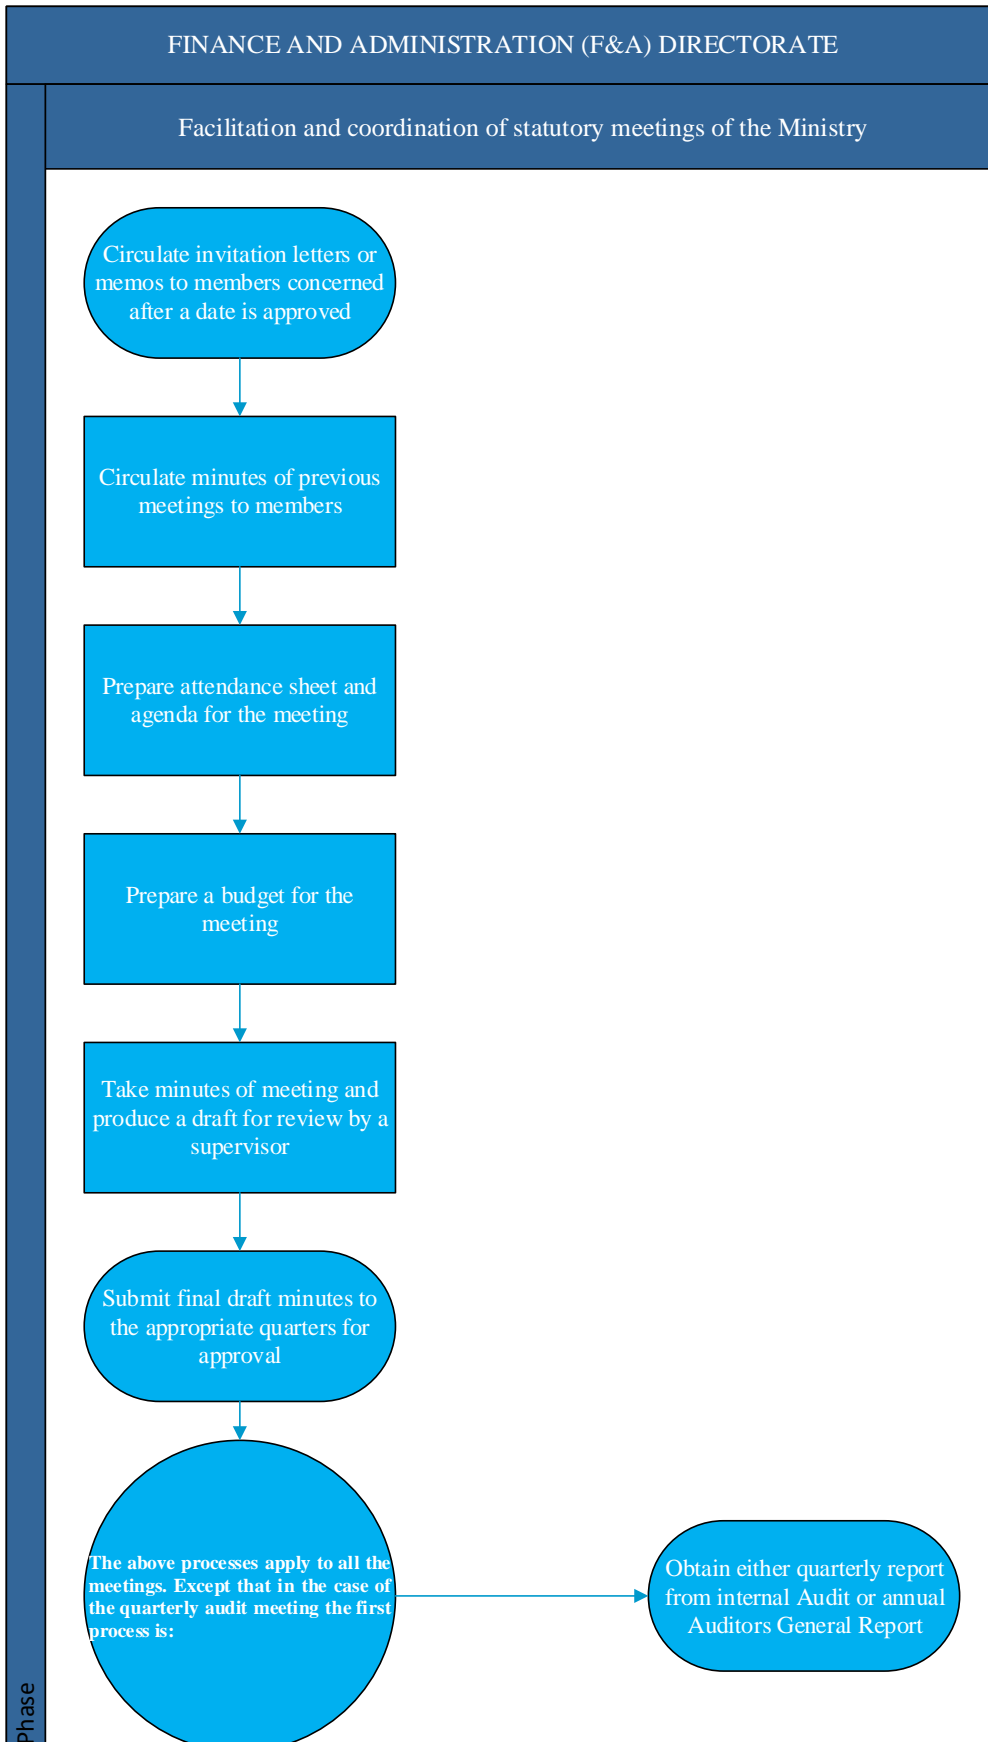 FINANCE AND ADMINISTRATION (F&A) DIRECTORATE
Facilitation and coordination of statutory meetings of the Ministry
Circulate invitation letters or
memos to members concerned
after a date is approved
Circulate minutes of previous
meetings to members
Prepare attendance sheet and
agenda for the meeting
Prepare a budget for the
meeting
Take minutes of meeting and
produce a draft for review by a
supervisor
Submit final draft minutes to
the appropriate quarters for
approval
The above processes apply to all the
meetings. Except that in the case of
the quarterly audit meeting the first
process is:
Obtain either quarterly report
from internal Audit or annual
Auditors General Report
Phase